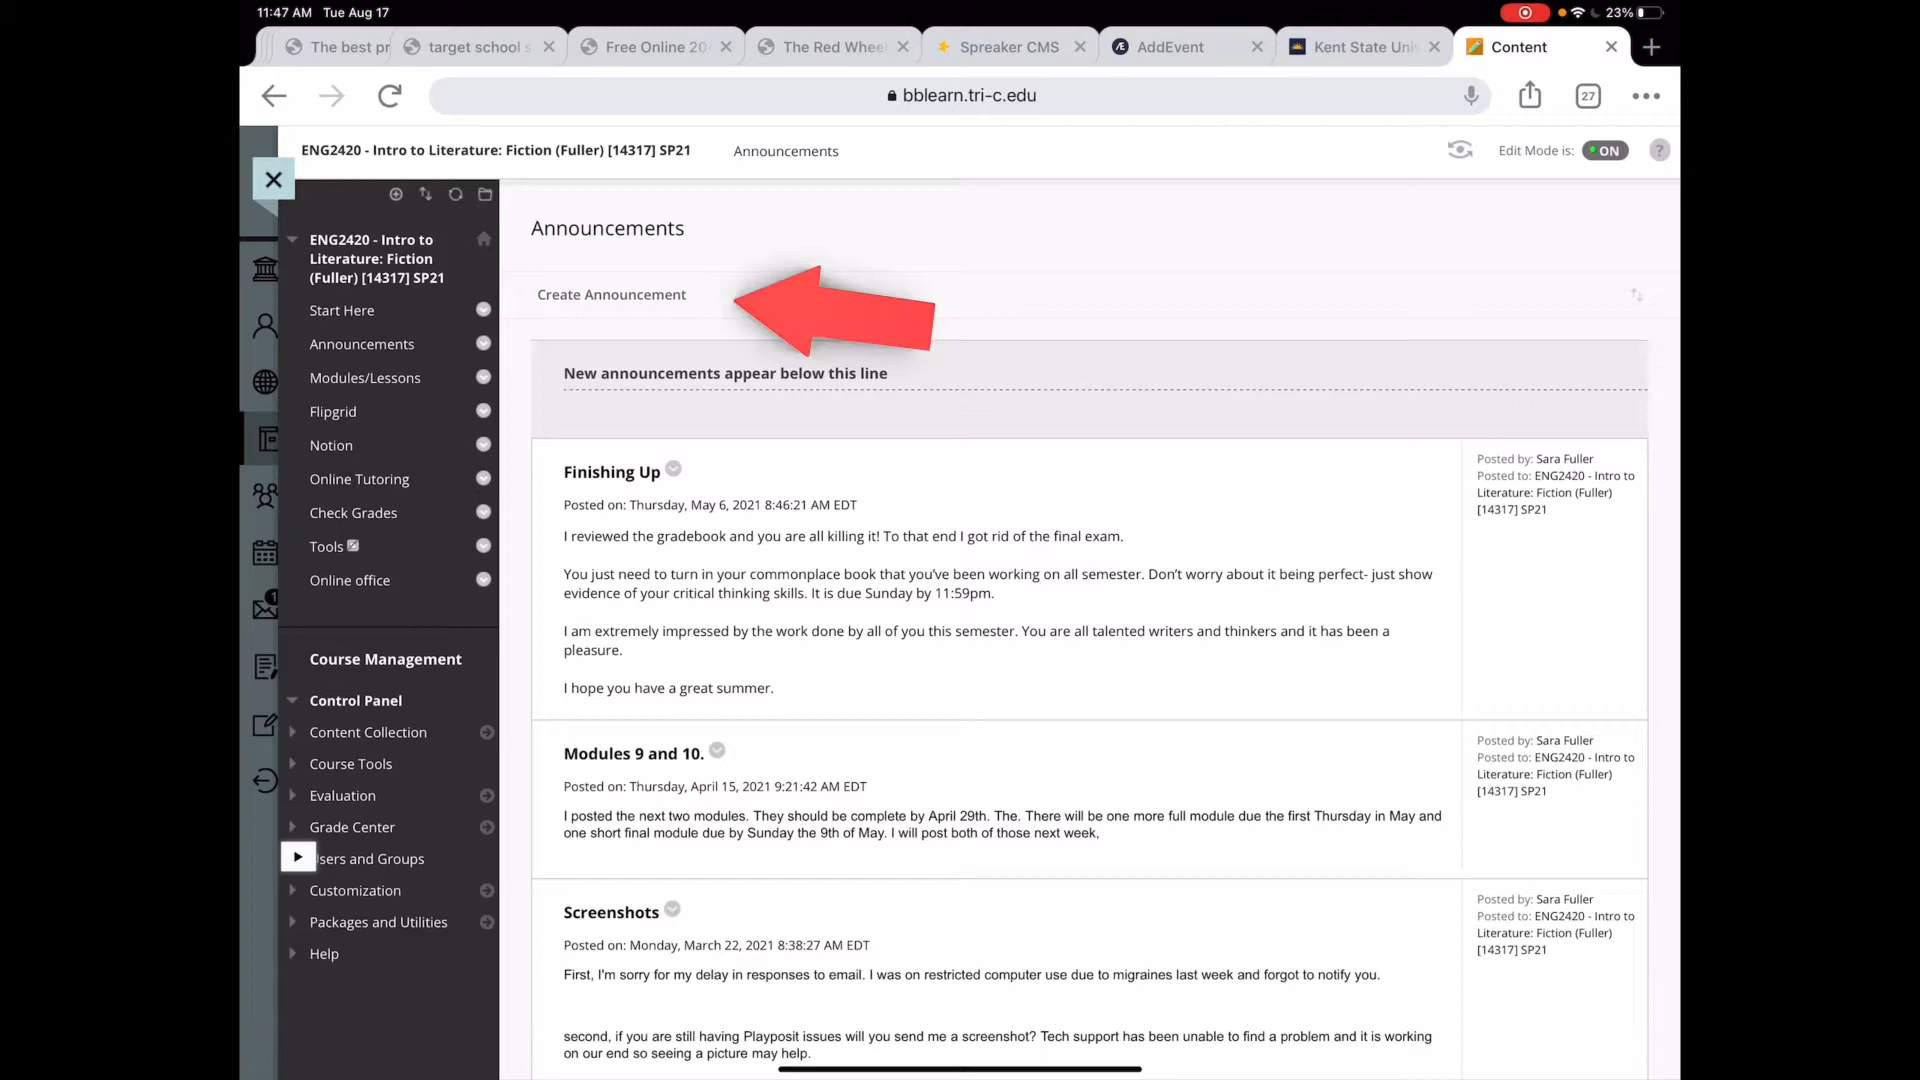 11:47 AM Tue Aug 17
23%
The best pr
target school s
Free Online 20
The Red Whee
Spreaker CMS
AddEvent
Kent State Uni
Content
bblearn.tri-c.edu
27
ENG2420 - Intro to Literature: Fiction (Fuller) [14317] SP21
Announcements
Edit Mode is:
ON
?
ENG2420 - Intro to
Literature: Fiction
(Fuller) [14317] SP21
Start Here
Announcements
Modules/Lessons
Flipgrid
Notion
Online Tutoring
Check Grades
Tools
Online office
1
Course Management
Control Panel
Content Collection
Course Tools
Evaluation
Grade Center
sers and Groups
Customization
Packages and Utilities
Help
Announcements
Create Announcement
New announcements appear below this line
Finishing Up
Posted on: Thursday, May 6, 2021 8:46:21 AM EDT
I reviewed the gradebook and you are all killing it! To that end I got rid of the final exam.
You just need to turn in your commonplace book that you’ve been working on all semester. Don’t worry about it being perfect- just show
evidence of your critical thinking skills. It is due Sunday by 11:59pm.
I am extremely impressed by the work done by all of you this semester. You are all talented writers and thinkers and it has been a
pleasure.
I hope you have a great summer.
Posted by: Sara Fuller
Posted to: ENG2420 - Intro to
Literature: Fiction (Fuller)
[14317] SP21
Modules 9 and 10.
Posted on: Thursday, April 15, 2021 9:21:42 AM EDT
I posted the next two modules. They should be complete by April 29th. The. There will be one more full module due the first Thursday in May and
one short final module due by Sunday the 9th of May. I will post both of those next week,
Posted by: Sara Fuller
Posted to: ENG2420 - Intro to
Literature: Fiction (Fuller)
[14317] SP21
Screenshots
Posted on: Monday, March 22, 2021 8:38:27 AM EDT
First, I'm sorry for my delay in responses to email. I was on restricted computer use due to migraines last week and forgot to notify you.
second, if you are still having Playposit issues will you send me a screenshot? Tech support has been unable to find a problem and it is working
on our end so seeing a picture may help.
Posted by: Sara Fuller
Posted to: ENG2420 - Intro to
Literature: Fiction (Fuller)
[14317] SP21